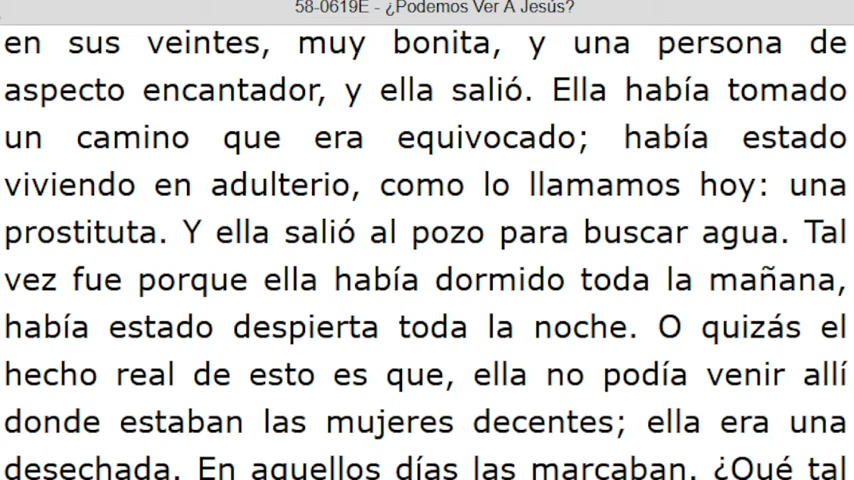 58-0619E - ¿Podemos Ver A Jesús?
en sus veintes, muy bonita, y una persona de
aspecto encantador, y ella salió. Ella había tomado
un camino que era equivocado; había estado
viviendo en adulterio, como lo llamamos hoy: una
prostituta. Y ella salió al pozo para buscar agua. Tal
vez fue porque ella había dormido toda la mañana,
había estado despierta toda la noche. O quizás el
hecho real de esto es que, ella no podía venir allí
donde estaban las mujeres decentes; ella era una
desechada. En aquellos días las marcaban. ¿Qué tal